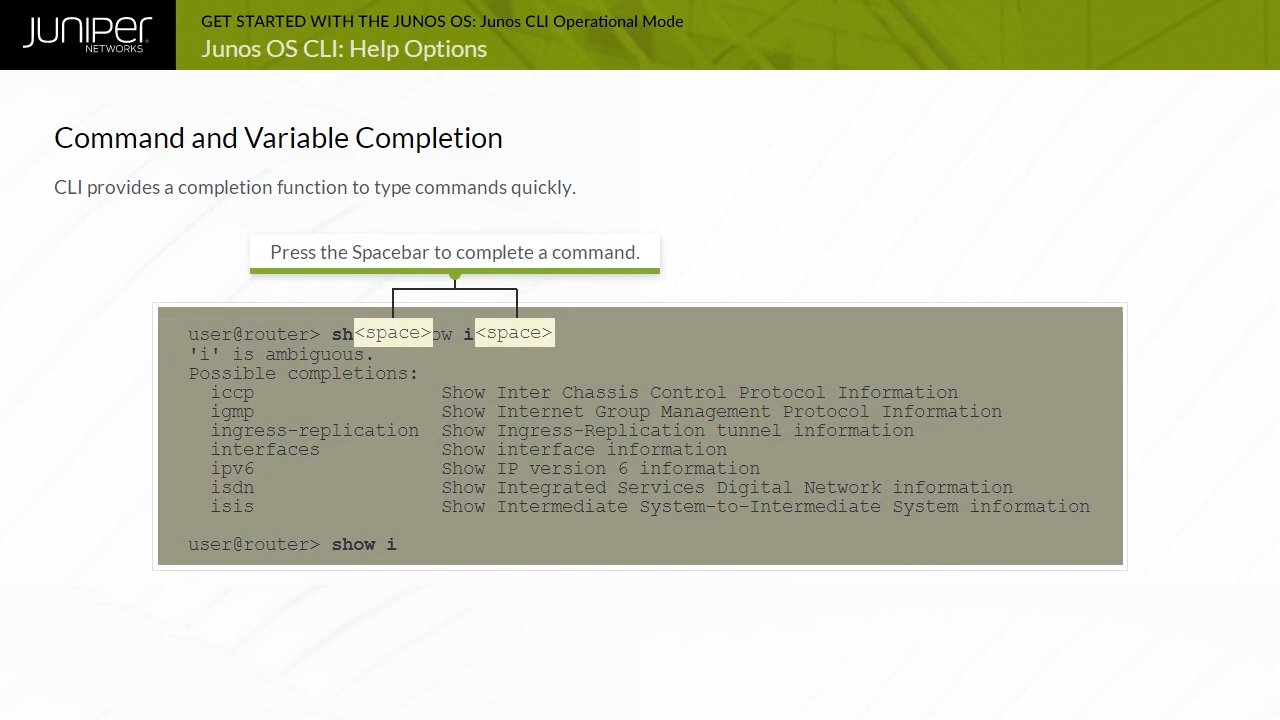 JUNIPER
NETWORKS
GET STARTED WITH THE JUNOS OS: Junos CLI Operational Mode
Junos OS CLI: Help Options
Command and Variable Completion
CLI provides a completion function to type commands quickly.
Press the Spacebar to complete a command.
user@router> sh<space>ow i<space>
'i' is ambiguous.
Possible completions:
iccp Show Inter Chassis Control Protocol Information
igmp Show Internet Group Management Protocol Information
ingress-replication Show Ingress-Replication tunnel information
interfaces Show interface information
ipv6 Show IP version 6 information
isdn Show Integrated Services Digital Network information
isis Show Intermediate System-to-Intermediate System information
user@router> show i